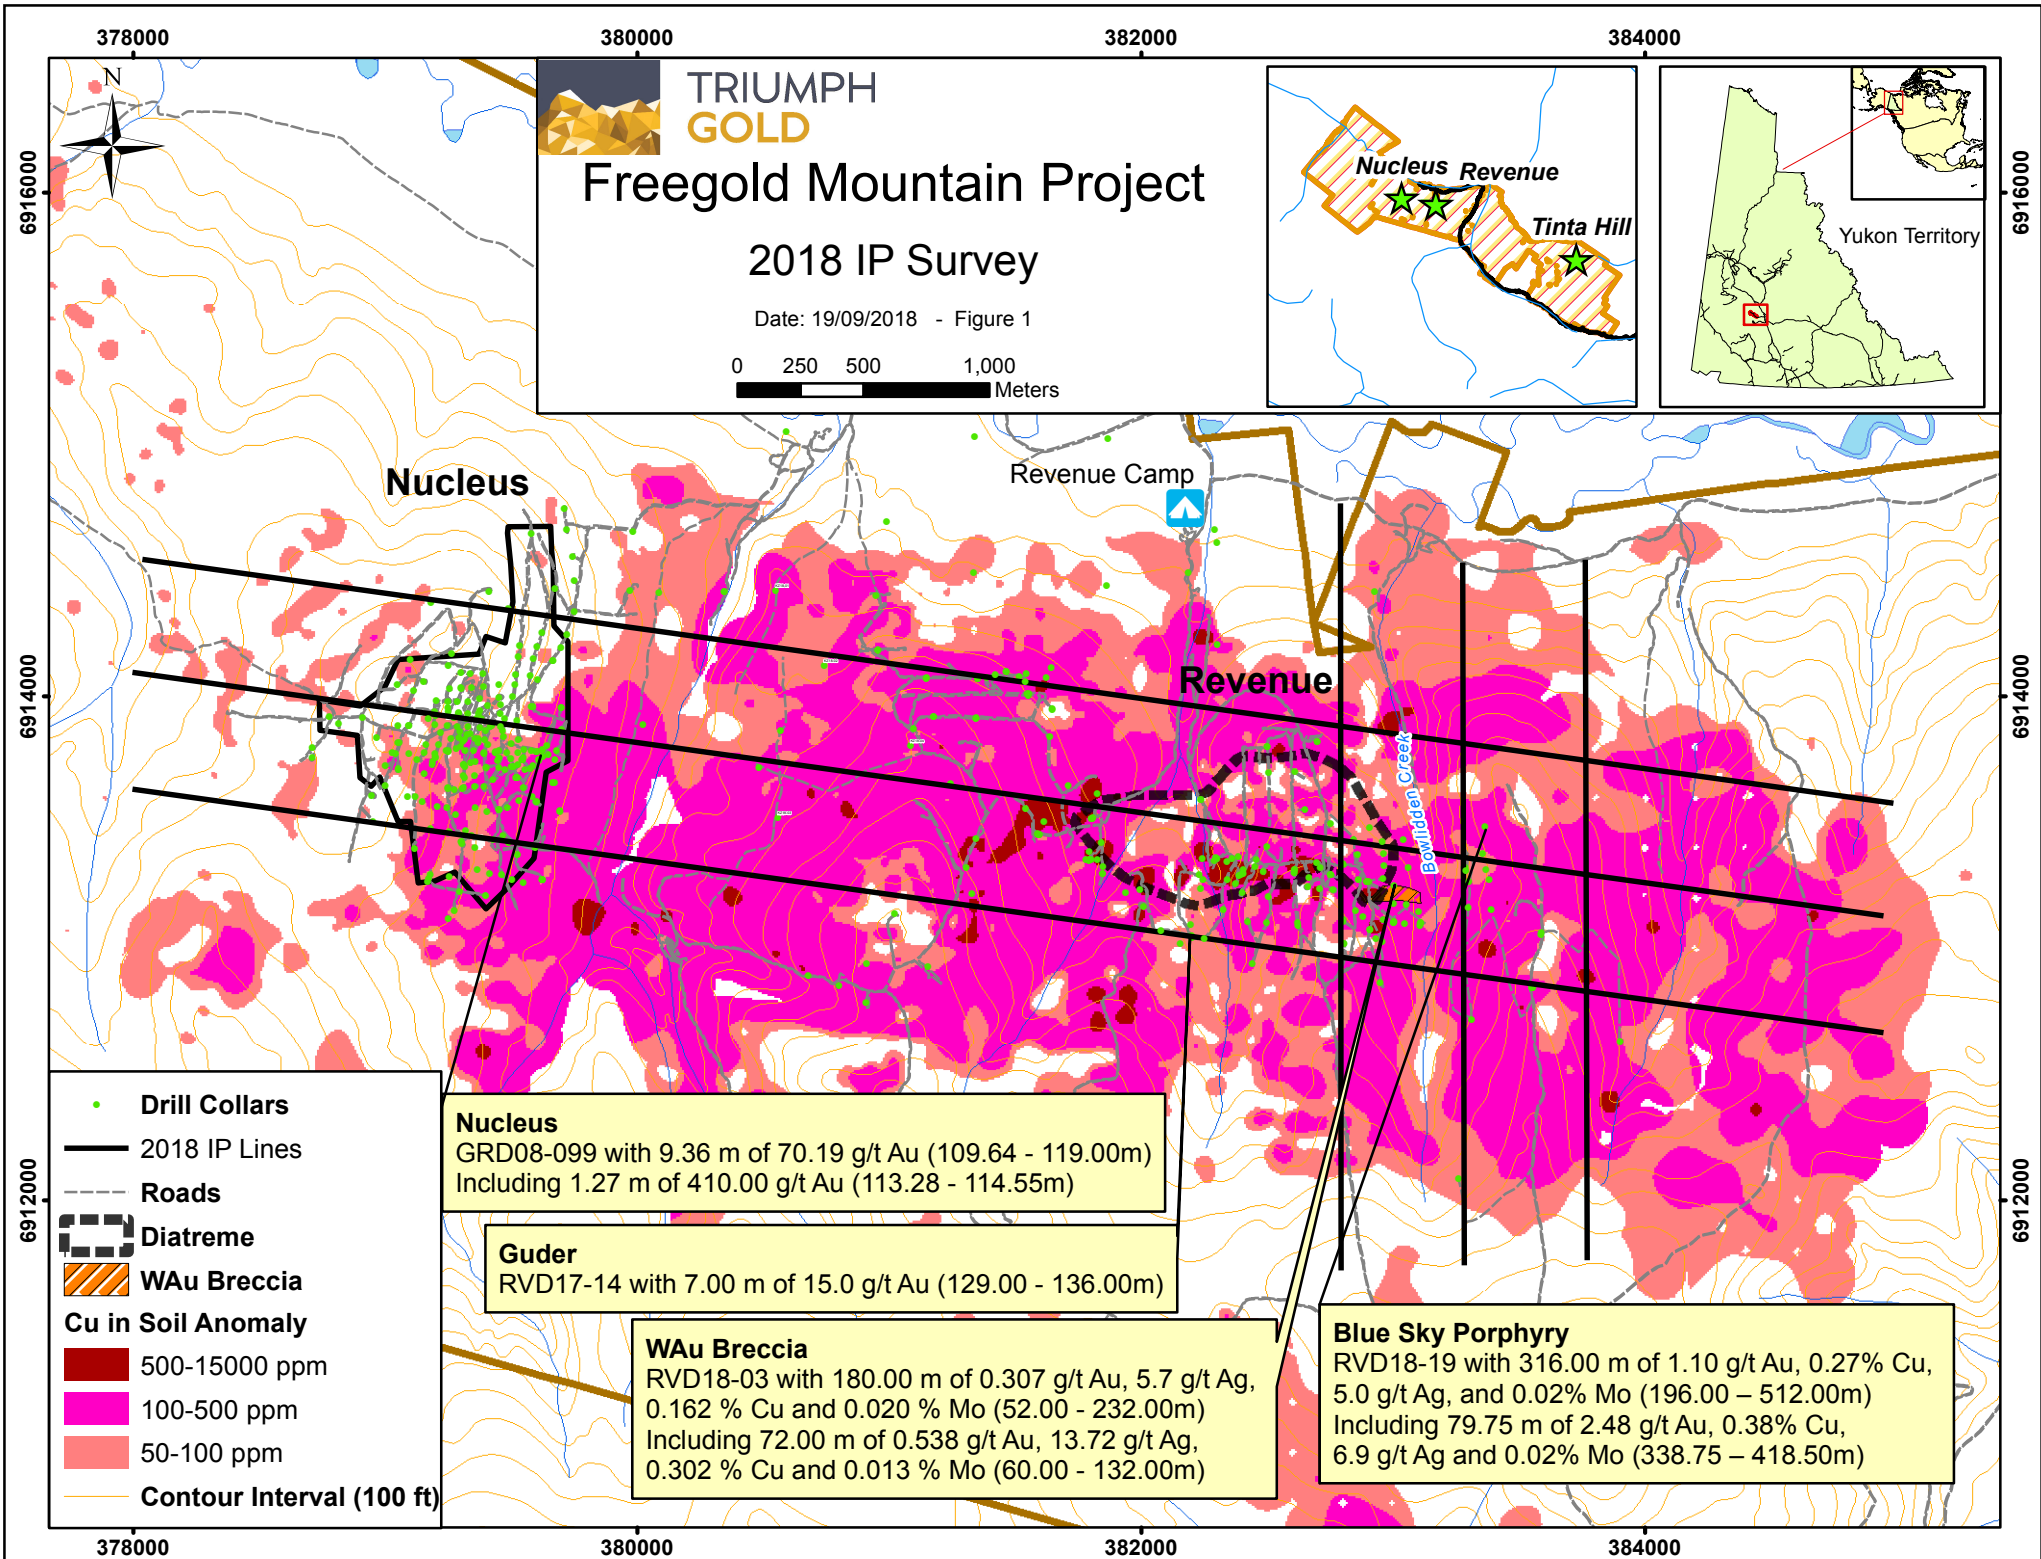 378000
380000
382000
384000
N
TRIUMPH
GOLD
Freegold Mountain Project
2018 IP Survey
Date: 19/09/2018 - Figure 1
0 250 500 1,000
Meters
Nucleus
Revenue
Tinta Hill
Yukon Territory
6916000
6916000
Nucleus
Revenue Camp
Revenue
Bowlidden Creek
6914000
6914000
6912000
6912000
Drill Collars
2018 IP Lines
Roads
Diatreme
WAu Breccia
Cu in Soil Anomaly
500-15000 ppm
100-500 ppm
50-100 ppm
Contour Interval (100 ft)
Nucleus
GRD08-099 with 9.36 m of 70.19 g/t Au (109.64 - 119.00m)
Including 1.27 m of 410.00 g/t Au (113.28 - 114.55m)
Guder
RVD17-14 with 7.00 m of 15.0 g/t Au (129.00 - 136.00m)
WAu Breccia
RVD18-03 with 180.00 m of 0.307 g/t Au, 5.7 g/t Ag,
0.162 % Cu and 0.020 % Mo (52.00 - 232.00m)
Including 72.00 m of 0.538 g/t Au, 13.72 g/t Ag,
0.302 % Cu and 0.013 % Mo (60.00 - 132.00m)
Blue Sky Porphyry
RVD18-19 with 316.00 m of 1.10 g/t Au, 0.27% Cu,
5.0 g/t Ag, and 0.02% Mo (196.00 – 512.00m)
Including 79.75 m of 2.48 g/t Au, 0.38% Cu,
6.9 g/t Ag and 0.02% Mo (338.75 – 418.50m)
378000
380000
382000
384000